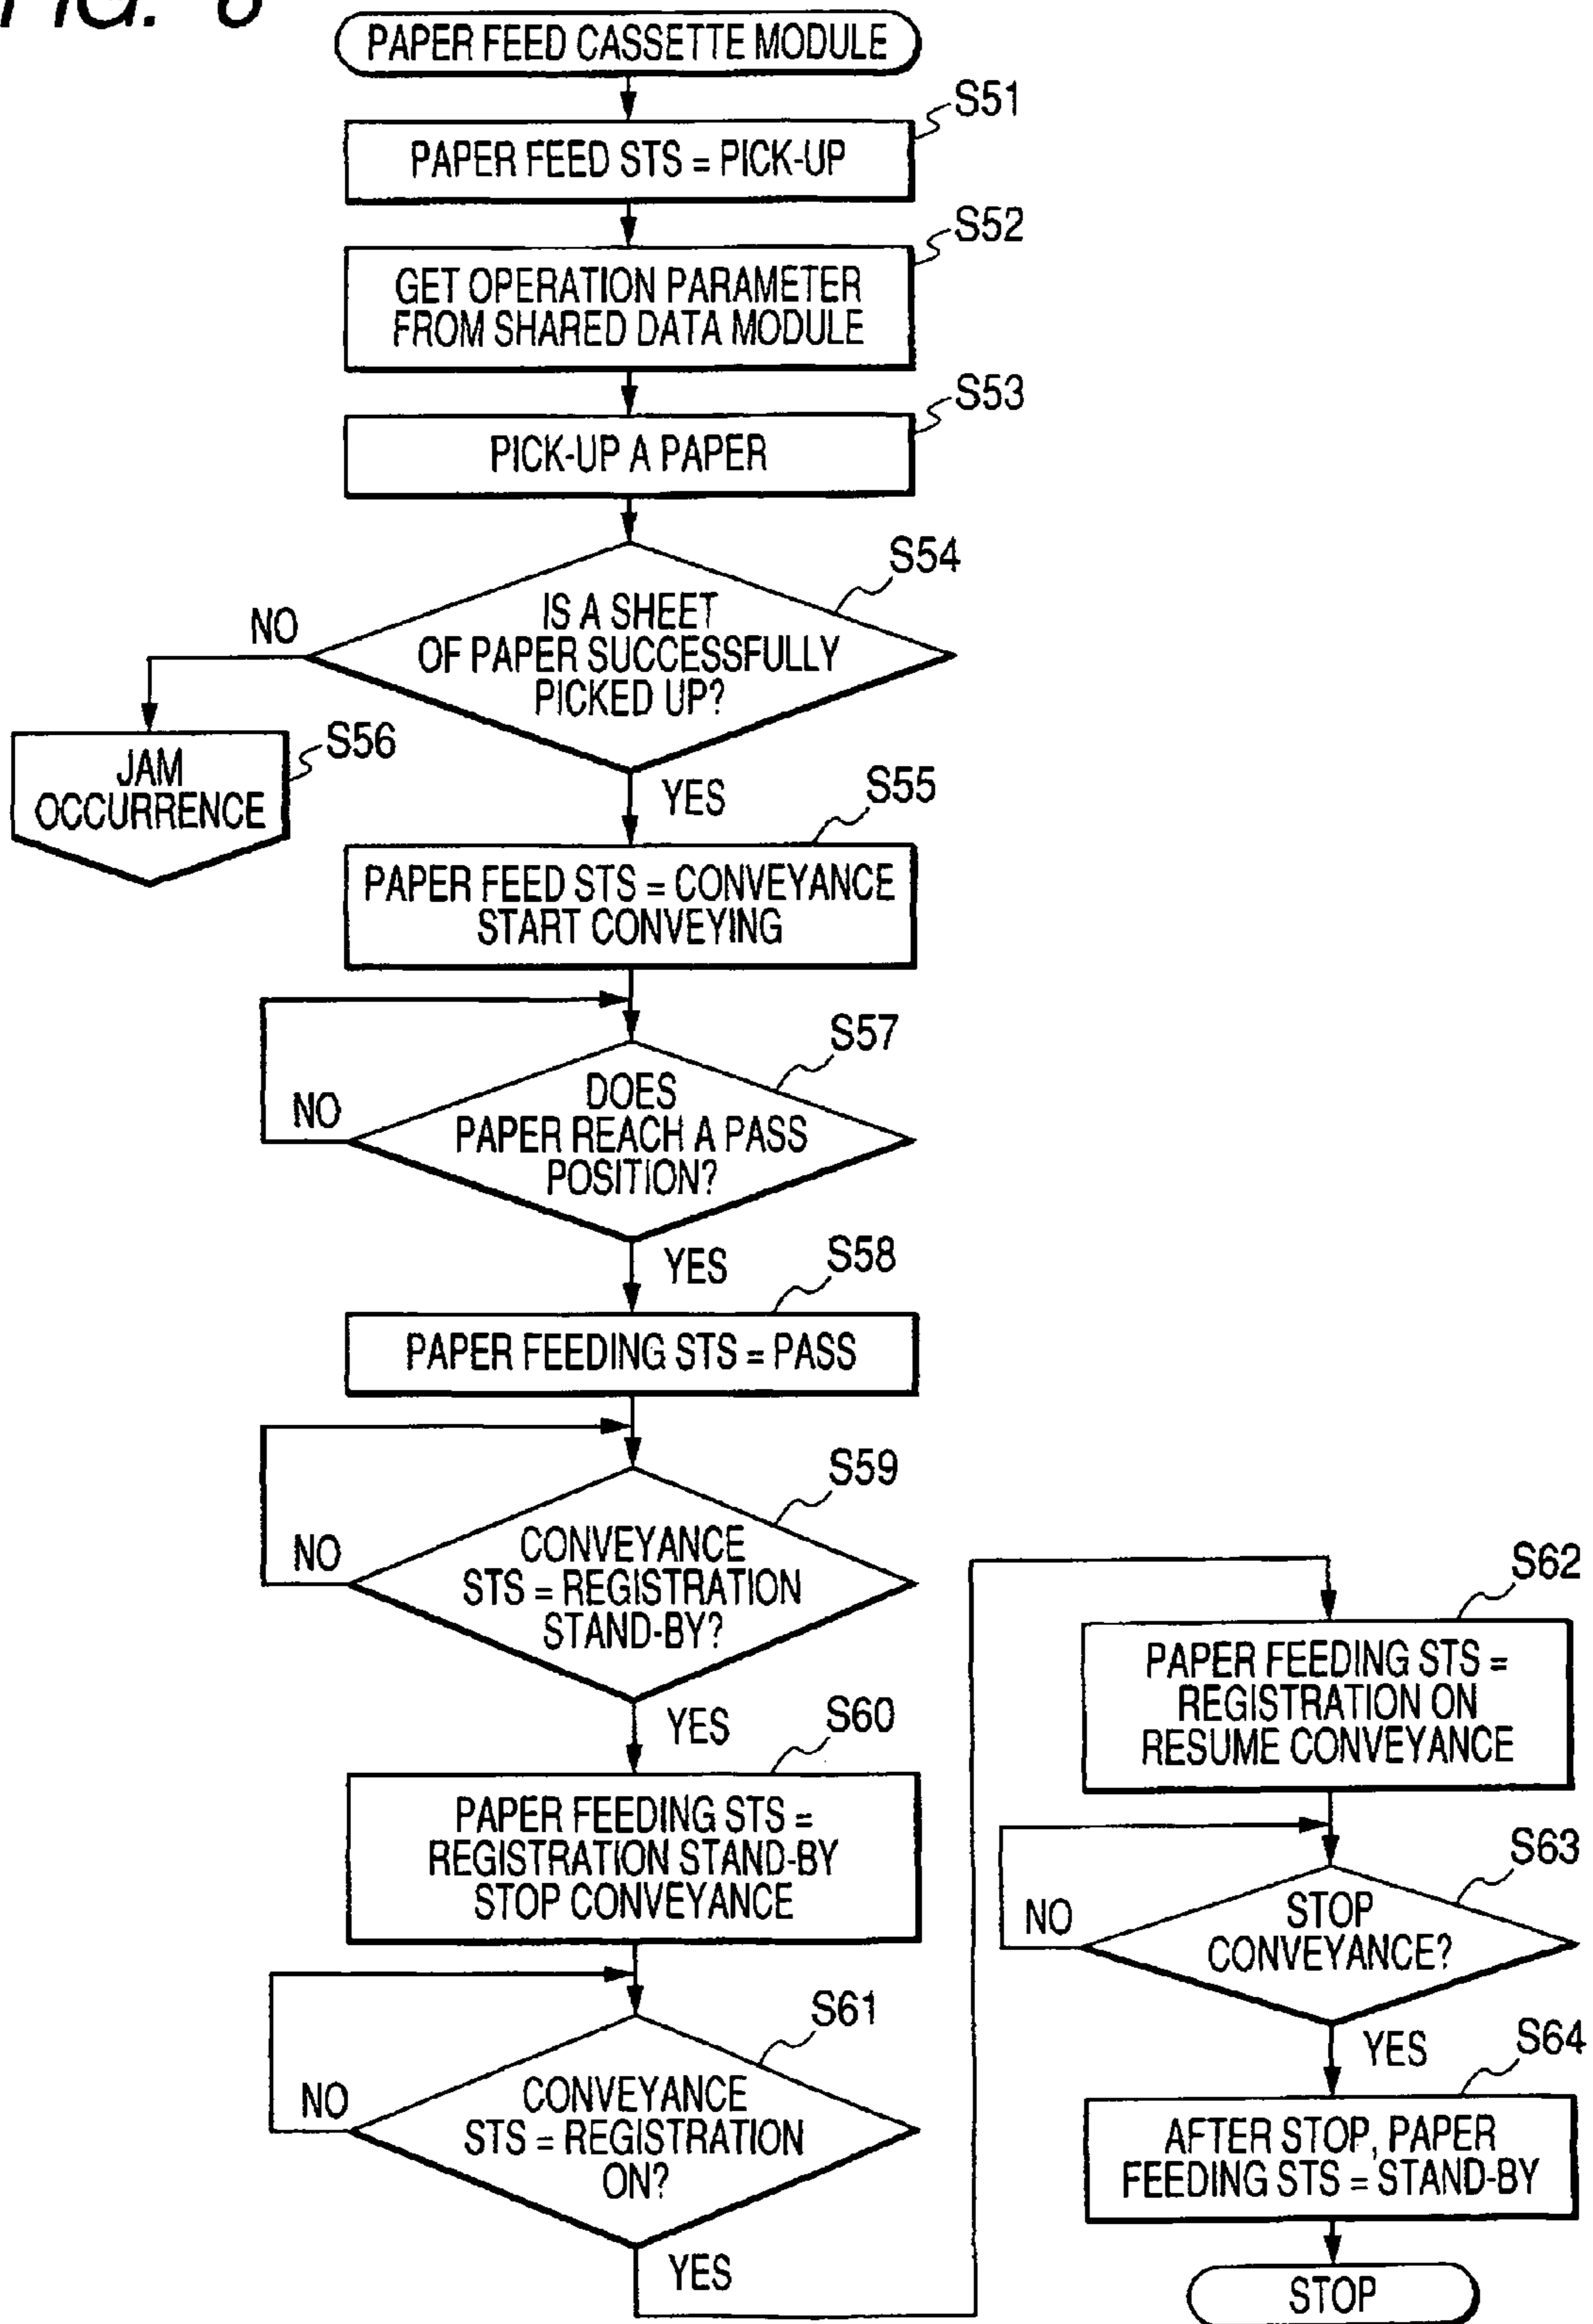 FIG.
PAPER FEED CASSETTE MODULE
S51
PAPER FEED STS = PICK-UP
S52
GET OPERATION PARAMETER
FROM SHARED DATA MODULE
S53
PICK-UP A PAPER
S54
IS A SHEET
OF PAPER SUCCESSFULLY
PICKED UP?
NO
S56
JAM
OCCURRENCE
YES
S55
PAPER FEED STS = CONVEYANCE
START CONVEYING
S57
DOES
PAPER REACH A PASS
POSITION?
NO
YES
S58
PAPER FEEDING STS = PASS
S59
CONVEYANCE
STS = REGISTRATION
STAND-BY?
NO
YES
S60
PAPER FEEDING STS =
REGISTRATION STAND-BY
STOP CONVEYANCE
S61
CONVEYANCE
STS = REGISTRATION
ON?
NO
YES
S62
PAPER FEEDING STS =
REGISTRATION ON
RESUME CONVEYANCE
S63
STOP
CONVEYANCE?
NO
YES
S64
AFTER STOP, PAPER
FEEDING STS = STAND-BY
STOP